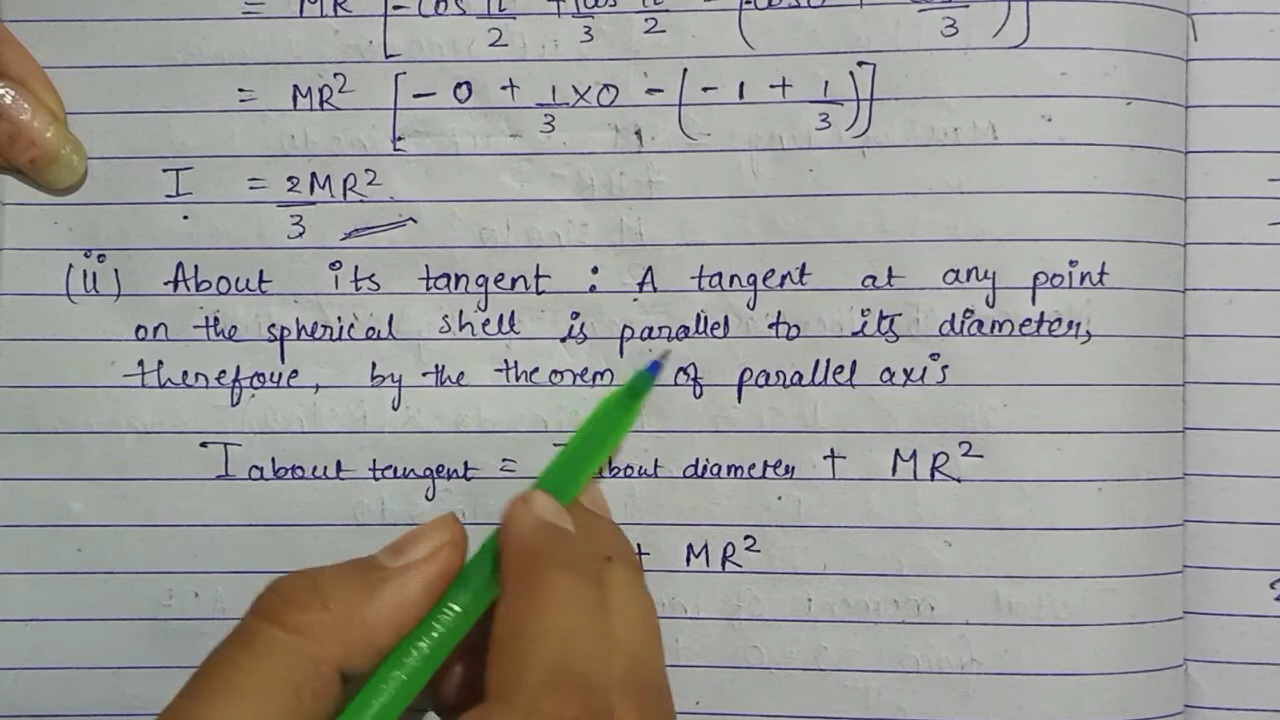 = MR² [-0 + 1/3 × 0 - (-1 + 1/3)]
I = 2MR²/3
(ii) About its tangent : A tangent at any point
on the spherical shell is parallel to its diameter,
therefore, by the theorem of parallel axis
I about tangent = about diameter + MR²
+ MR²